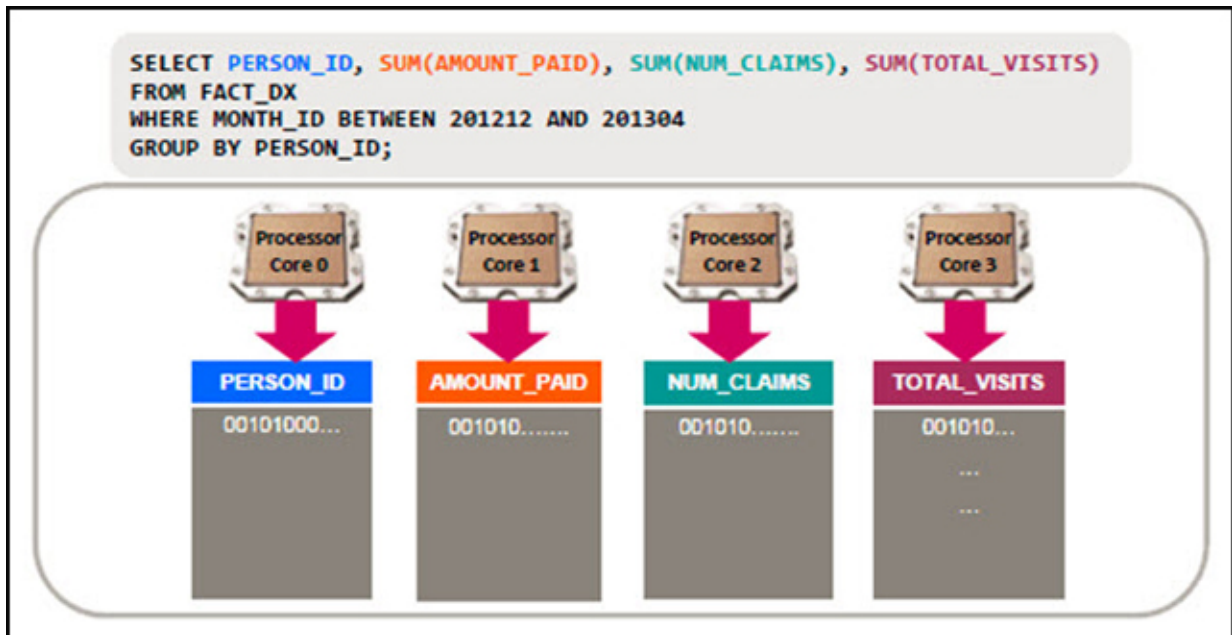 SELECT PERSON_ID, SUM(AMOUNT_PAID), SUM(NUM_CLAIMS), SUM(TOTAL_VISITS)
FROM FACT_DX
WHERE MONTH_ID BETWEEN 201212 AND 201304
GROUP BY PERSON_ID;
Processor
Core 0
Processor
Core 1
Processor
Core 2
Processor
Core 3
PERSON_ID
AMOUNT_PAID
NUM_CLAIMS
TOTAL_VISITS
00101000...
001010.......
001010.......
001010...
...
...